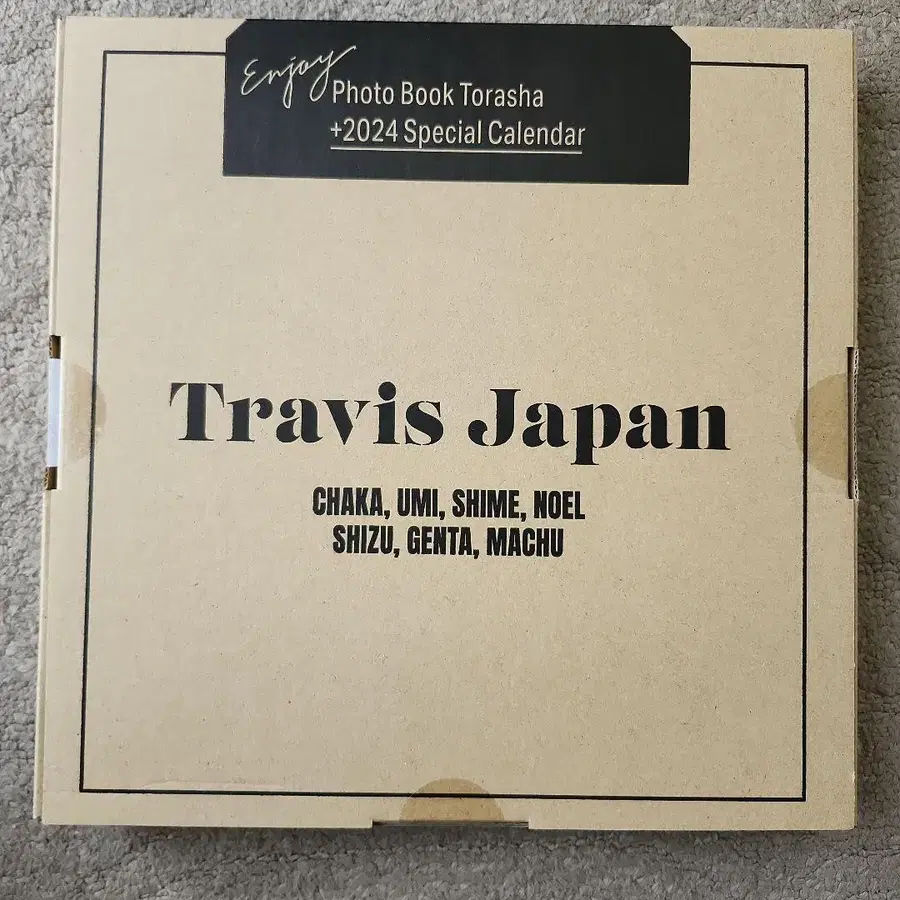 Enjoy
Photo Book Torasha
+2024 Special Calendar
Travis Japan
CHAKA, UMI, SHIME, NOEL
SHIZU, GENTA, MACHU